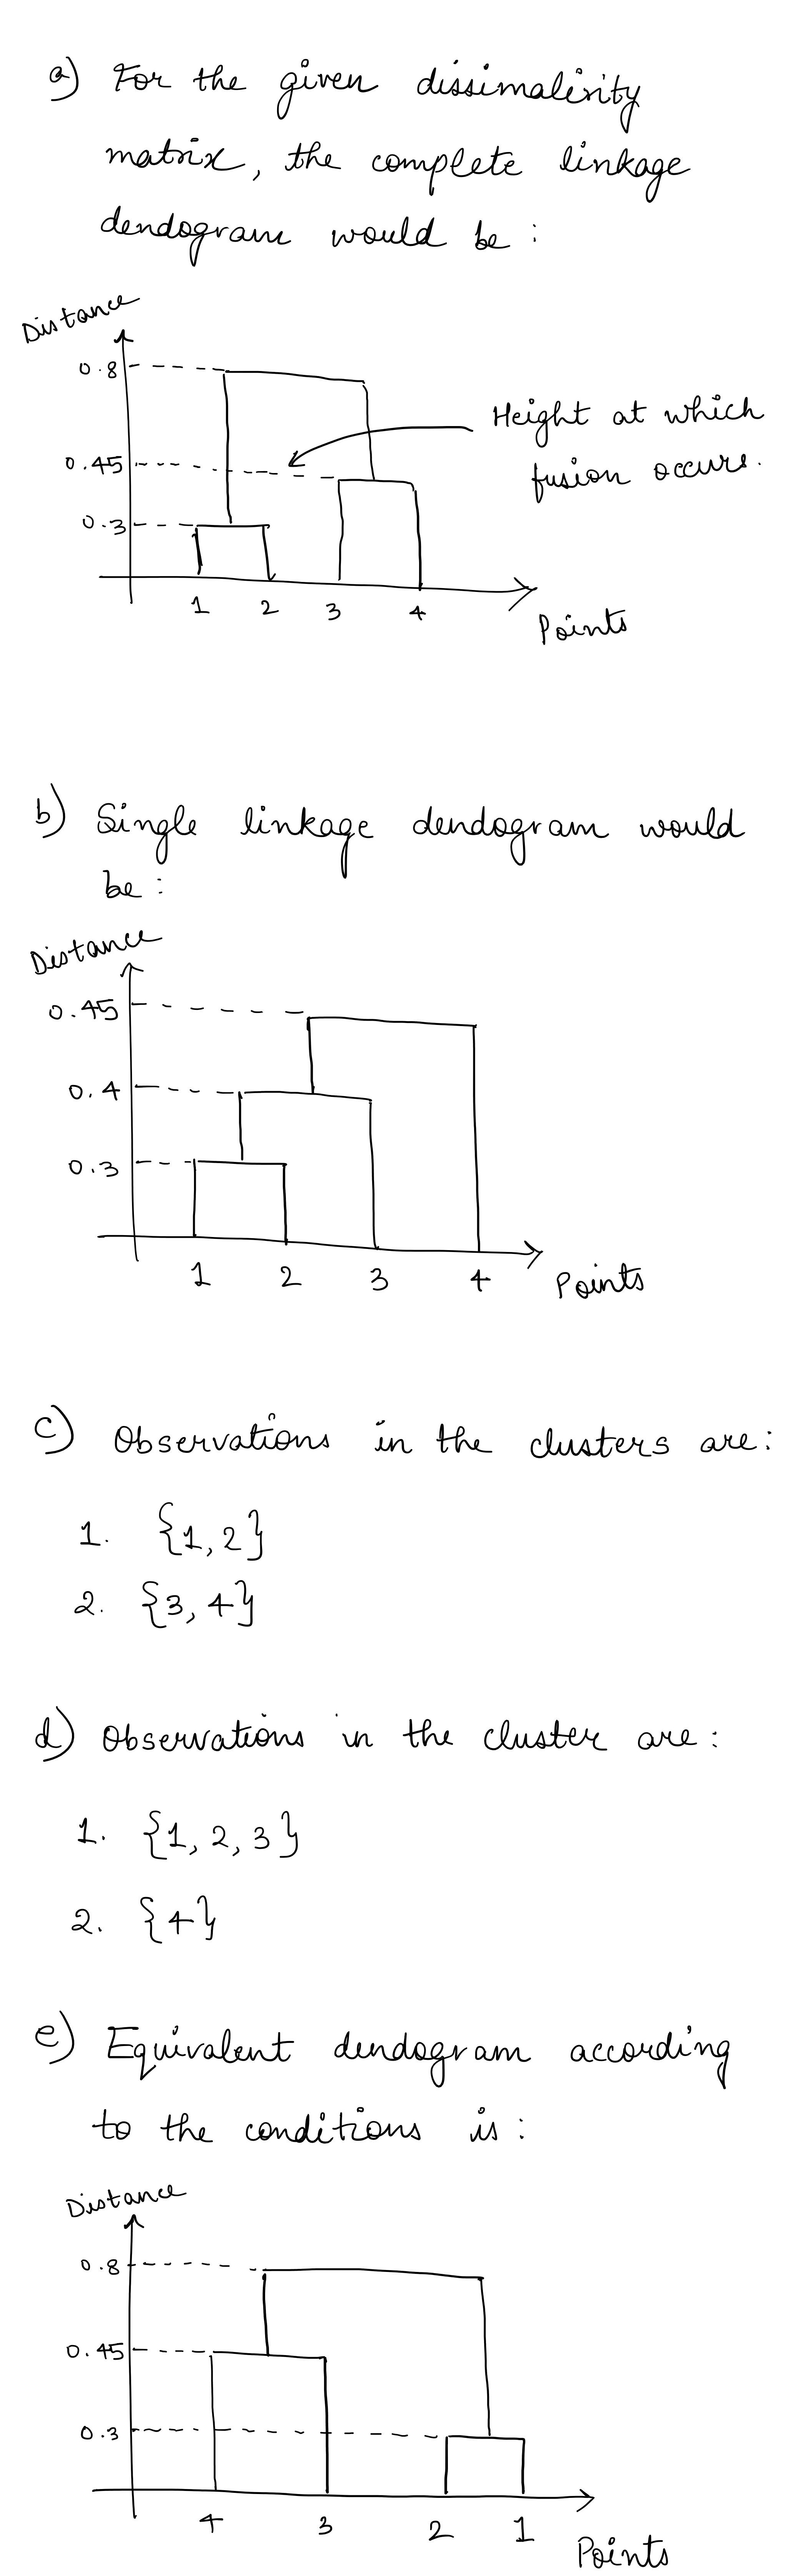 a) For the given dissimalirity
matrix, the complete linkage
dendogram would be :
Distance
0.8
Height at which
fusion occurs.
0.45
0.3
1 2 3 4
Points
b) Single linkage dendogram would
be :
Distance
0.45
0.4
0.3
1 2 3 4
Points
c) Observations in the clusters are :
1. {1, 2}
2. {3, 4}
d) Observations in the cluster are :
1. {1, 2, 3}
2. {4}
e) Equivalent dendogram according
to the conditions is :
Distance
0.8
0.45
0.3
4 3 2 1
Points